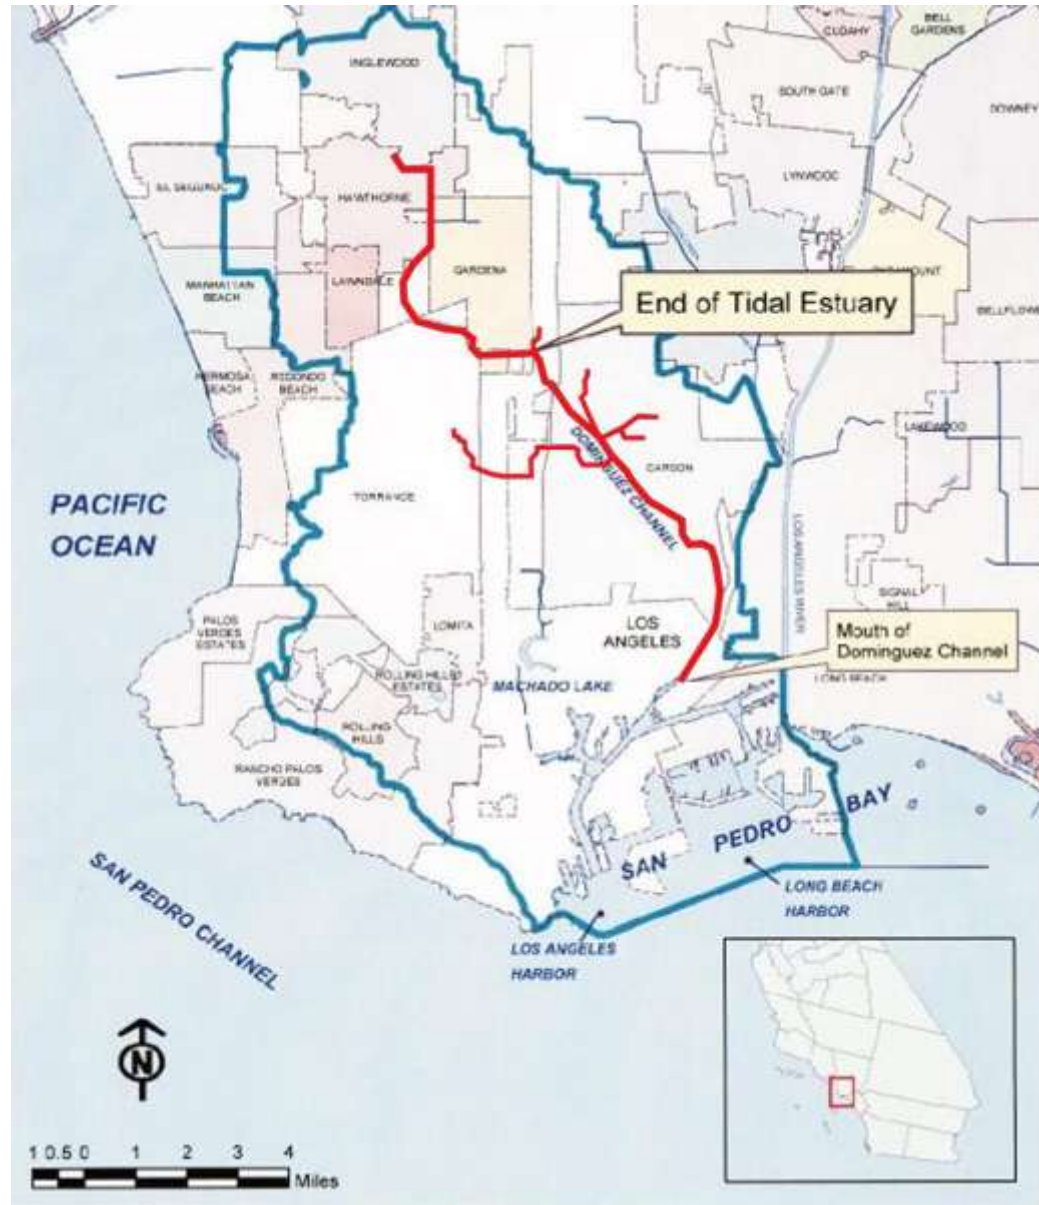 INGLEWOOD
CUDAHY
BELL
GARDENS
SOUTH GATE
DOWNEY
LYNWOOD
EL SEGUNDO
HAWTHORNE
GARDENA
LAWNDALE
MANHATTAN
BEACH
End of Tidal Estuary
BELLFLOWER
HERMOSA
BEACH
REDONDO
BEACH
LAKEWOOD
DOMINGUEZ CHANNEL
CARSON
TORRANCE
PACIFIC
OCEAN
LOS ANGELES RIVER
SIGNAL
HILL
PALOS
VERDES
ESTATES
LOMITA
LOS
ANGELES
Mouth of
Dominguez Channel
ROLLING HILLS
ESTATES
MACHADO LAKE
LONG BEACH
ROLLING
HILLS
RANCHO PALOS
VERDES
SAN PEDRO BAY
SAN PEDRO CHANNEL
LONG BEACH
HARBOR
LOS ANGELES
HARBOR
N
1 0.5 0 1 2 3 4
Miles